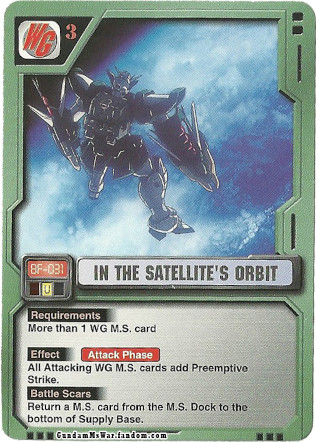 WG 3
IN THE SATELLITE'S ORBIT
BF-031
U
Requirements
More than 1 WG M.S. card
Effect Attack Phase
All Attacking WG M.S. cards add Preemptive
Strike.
Battle Scars
Return a M.S. card from the M.S. Dock to the
bottom of Supply Base.
GundamMsWar.fandom.com